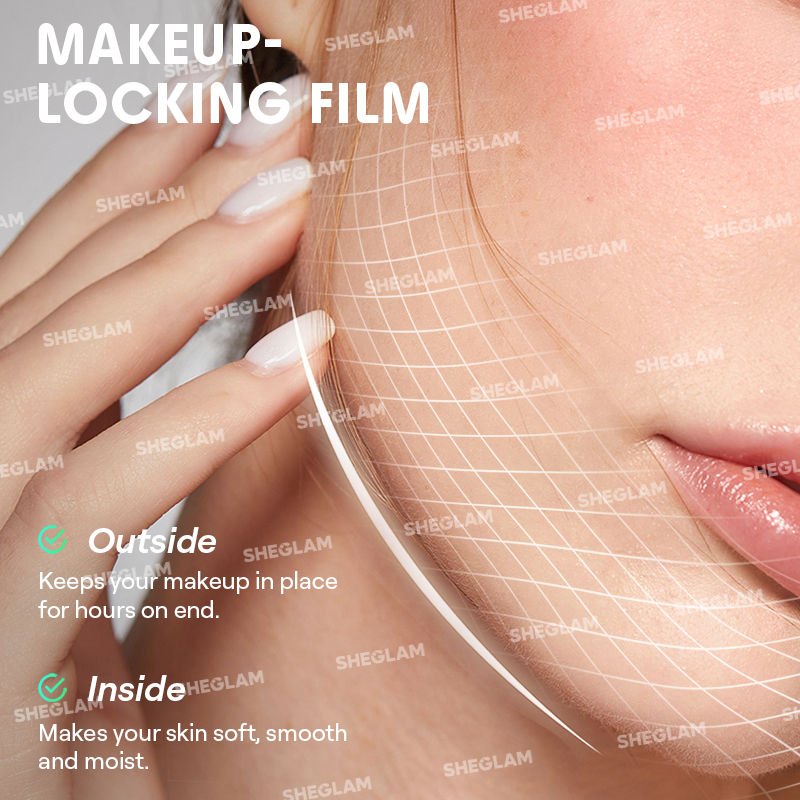 MAKEUP-
LOCKING FILM
Outside
Keeps your makeup in place
for hours on end.
Inside
Makes your skin soft, smooth
and moist.
SHEGLAM